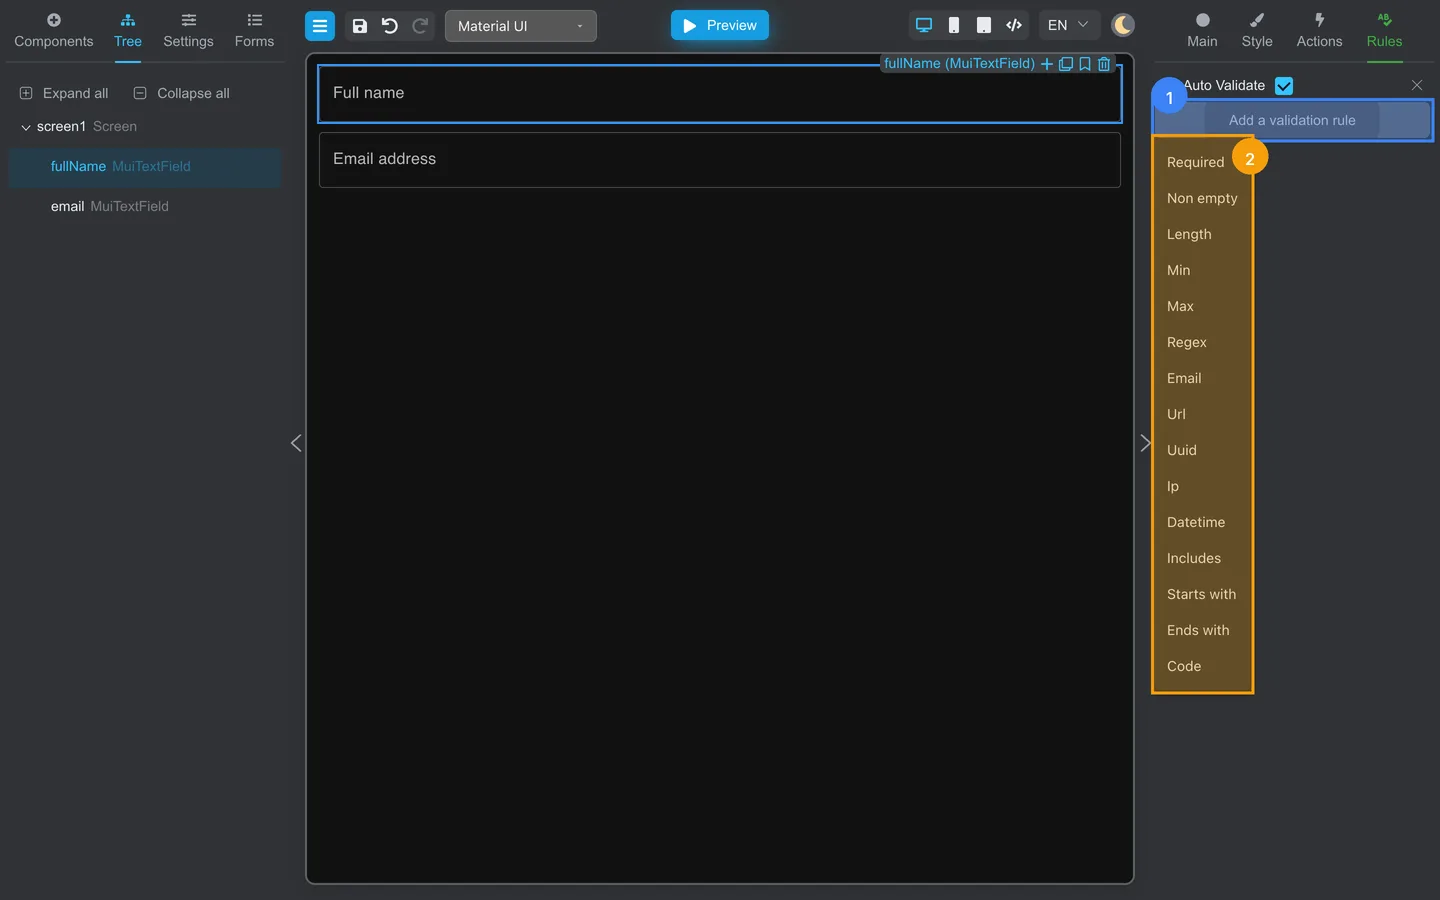 Components
Tree
Settings
Forms
Material UI
Preview
EN
Main
Style
Actions
AB
Rules
Expand all
Collapse all
screen1 Screen
fullName MuiTextField
email MuiTextField
fullName (MuiTextField)
Full name
Email address
Auto Validate
1
Add a validation rule
2
Required
Non empty
Length
Min
Max
Regex
Email
Url
Uuid
Ip
Datetime
Includes
Starts with
Ends with
Code